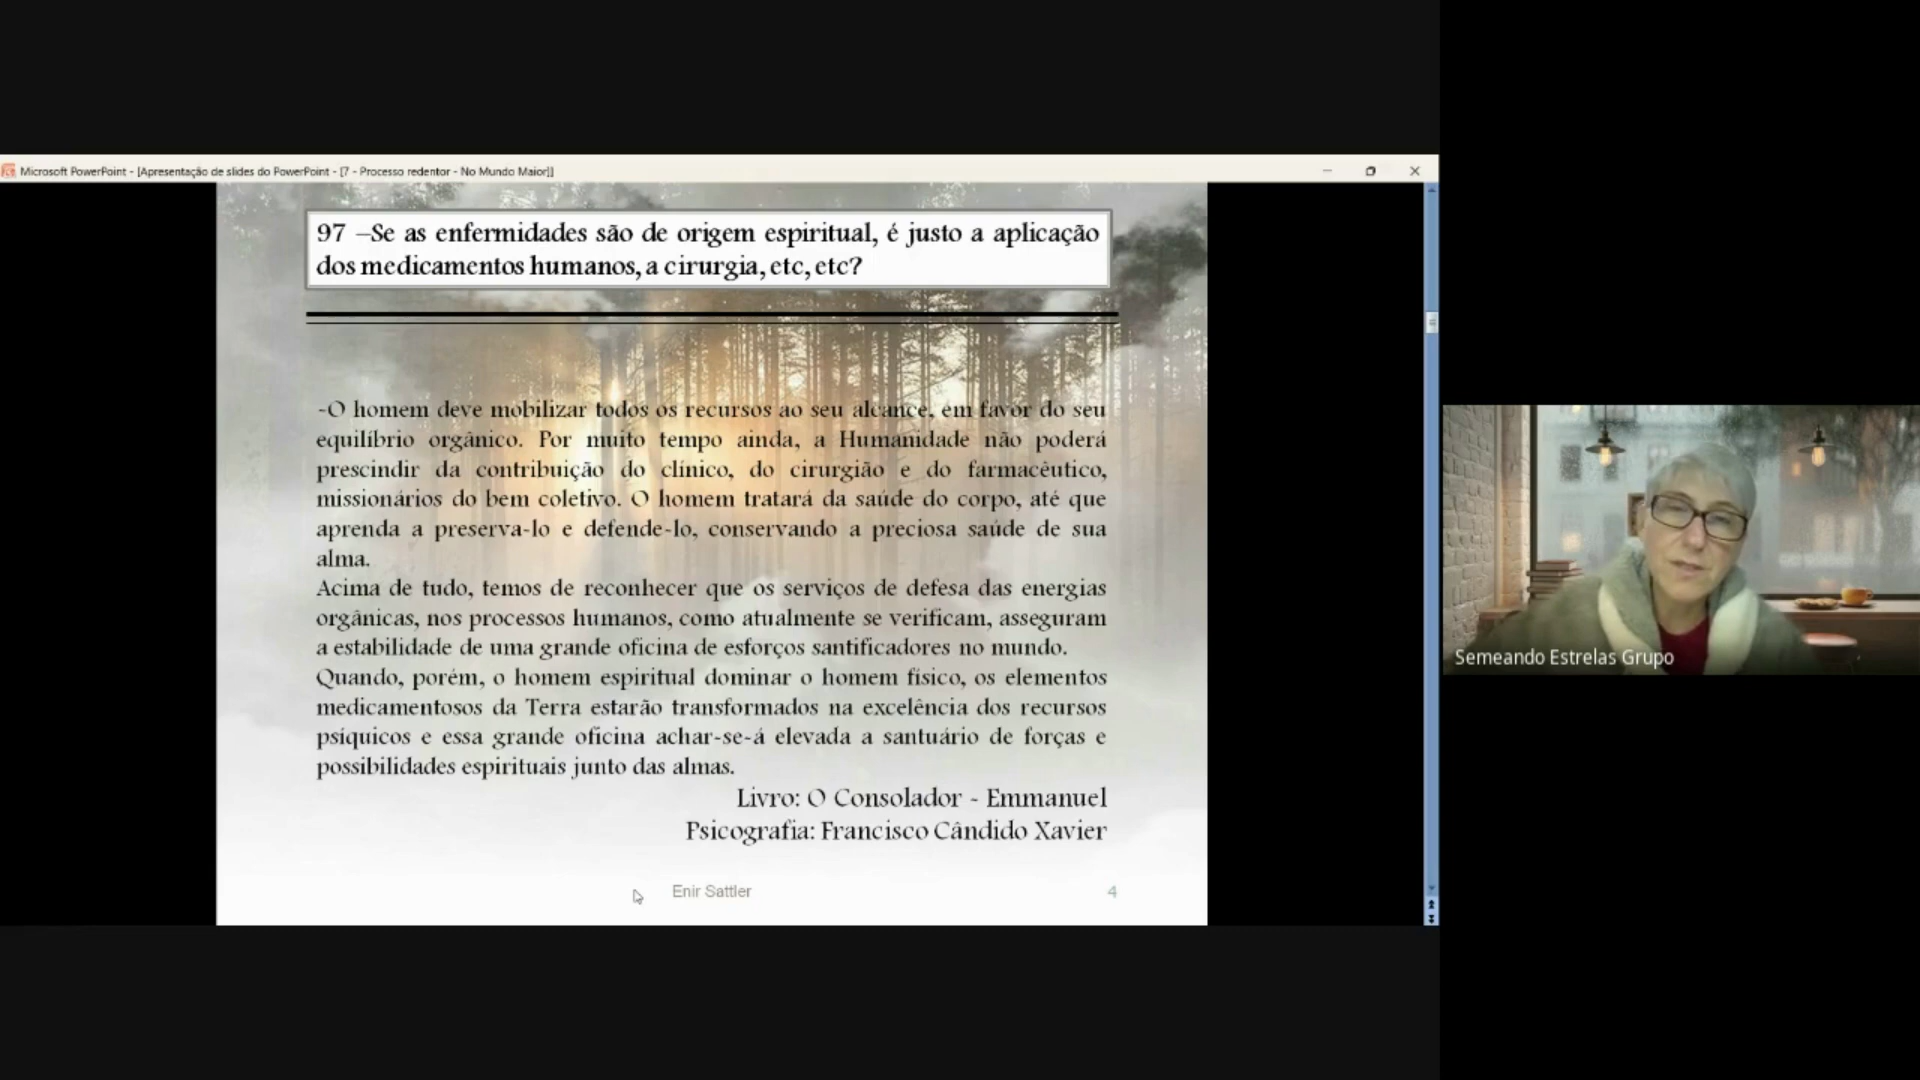 Microsoft PowerPoint - [Apresentação de slides do PowerPoint - [7 - Processo redentor - No Mundo Maior]]
97 –Se as enfermidades são de origem espiritual, é justo a aplicação
dos medicamentos humanos, a cirurgia, etc, etc?
-O homem deve mobilizar todos os recursos ao seu alcance, em favor do seu
equilíbrio orgânico. Por muito tempo ainda, a Humanidade não poderá
prescindir da contribuição do clínico, do cirurgião e do farmacêutico,
missionários do bem coletivo. O homem tratará da saúde do corpo, até que
aprenda a preserva-lo e defende-lo, conservando a preciosa saúde de sua
alma.
Acima de tudo, temos de reconhecer que os serviços de defesa das energias
orgânicas, nos processos humanos, como atualmente se verificam, asseguram
a estabilidade de uma grande oficina de esforços santificadores no mundo.
Quando, porém, o homem espiritual dominar o homem físico, os elementos
medicamentosos da Terra estarão transformados na excelência dos recursos
psíquicos e essa grande oficina achar-se-á elevada a santuário de forças e
possibilidades espirituais junto das almas.
Livro: O Consolador - Emmanuel
Psicografia: Francisco Cândido Xavier
Enir Sattler
4
Semeando Estrelas Grupo